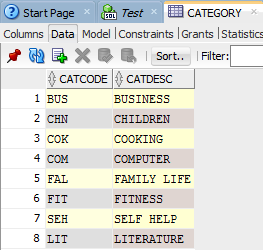 Start Page Test CATEGORY
Columns Data Model Constraints Grants Statistics
Sort.. Filter:
CATCODE CATDESC
1 BUS BUSINESS
2 CHN CHILDREN
3 COK COOKING
4 COM COMPUTER
5 FAL FAMILY LIFE
6 FIT FITNESS
7 SEH SELF HELP
8 LIT LITERATURE